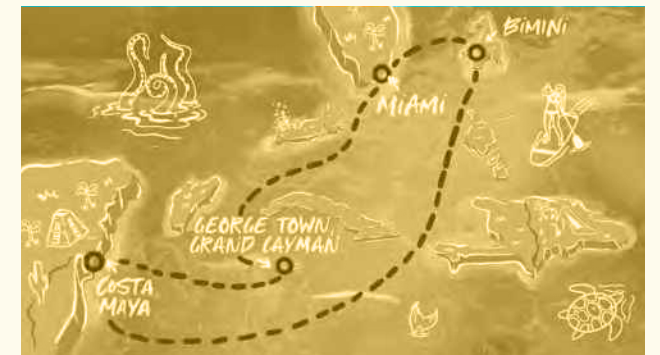 BIMINI
MIAMI
GEORGE TOWN,
GRAND CAYMAN
COSTA
MAYA